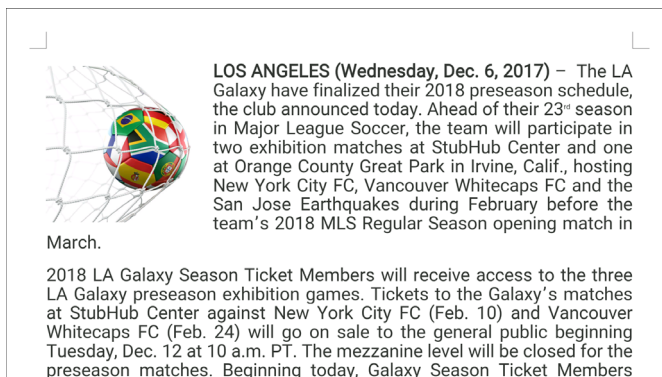 LOS ANGELES (Wednesday, Dec. 6, 2017) – The LA
Galaxy have finalized their 2018 preseason schedule,
the club announced today. Ahead of their 23rd season
in Major League Soccer, the team will participate in
two exhibition matches at StubHub Center and one
at Orange County Great Park in Irvine, Calif., hosting
New York City FC, Vancouver Whitecaps FC and the
San Jose Earthquakes during February before the
team's 2018 MLS Regular Season opening match in
March.
2018 LA Galaxy Season Ticket Members will receive access to the three
LA Galaxy preseason exhibition games. Tickets to the Galaxy's matches
at StubHub Center against New York City FC (Feb. 10) and Vancouver
Whitecaps FC (Feb. 24) will go on sale to the general public beginning
Tuesday, Dec. 12 at 10 a.m. PT. The mezzanine level will be closed for the
preseason matches. Beginning today, Galaxy Season Ticket Members